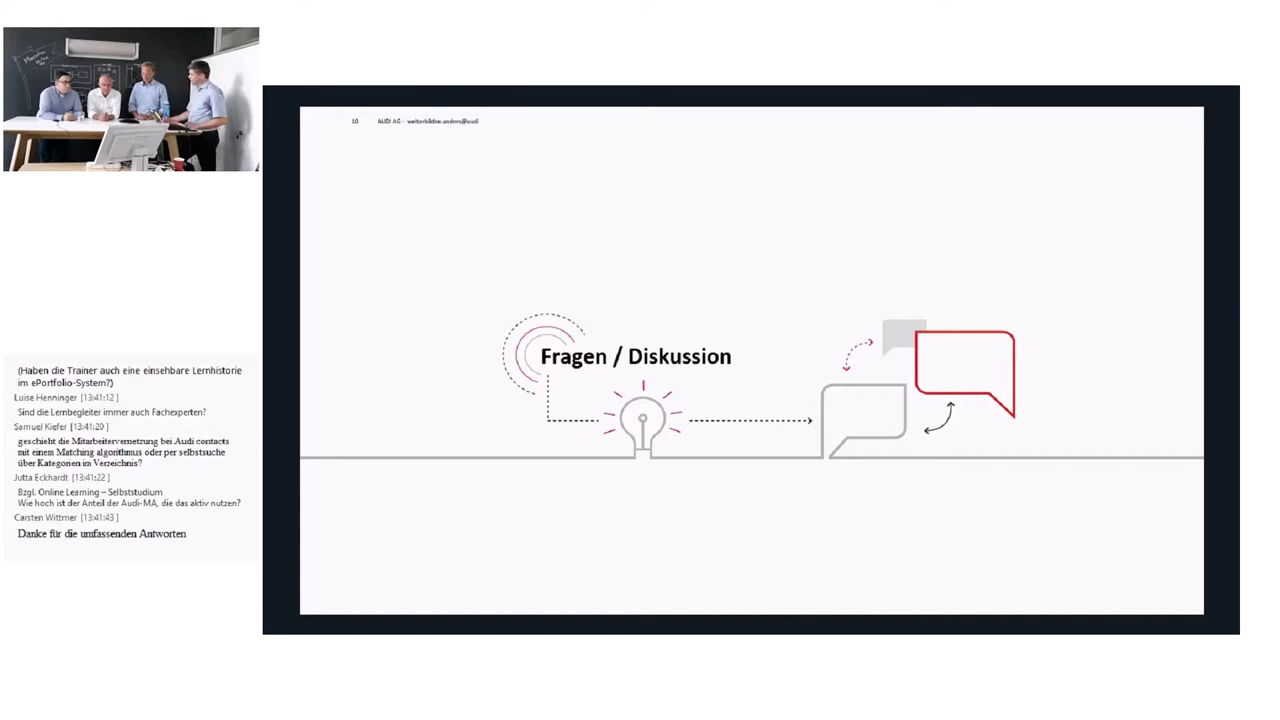 10 AUDI AG - weiterbilden.anders@audi
Fragen / Diskussion
(Haben die Trainer auch eine einsehbare Lernhistorie
im ePortfolio-System?)
Luise Henninger [13:41:12 ]
Sind die Lernbegleiter immer auch Fachexperten?
Samuel Kiefer [13:41:20 ]
geschieht die Mitarbeitervernetzung bei Audi contacts
mit einem Matching algorithmus oder per selbstsuche
über Kategorien im Verzeichnis?
Jutta Eckhardt [13:41:22 ]
Bzgl. Online Learning – Selbststudium
Wie hoch ist der Anteil der Audi-MA, die das aktiv nutzen?
Carsten Wittmer [13:41:43 ]
Danke für die umfassenden Antworten